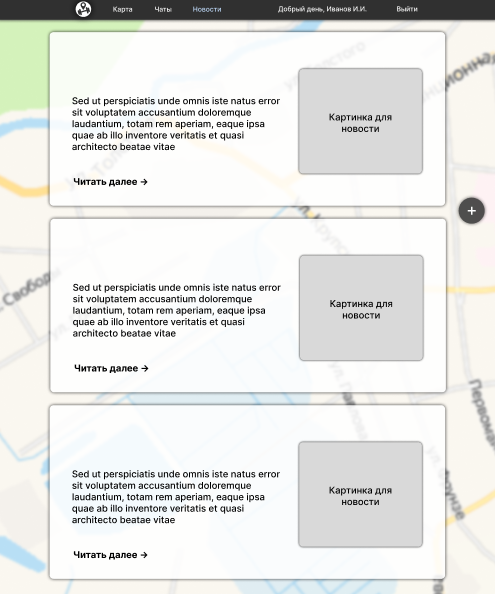 Карта Чаты Новости Добрый день, Иванов И.И. Выйти
Sed ut perspiciatis unde omnis iste natus error
sit voluptatem accusantium doloremque
laudantium, totam rem aperiam, eaque ipsa
quae ab illo inventore veritatis et quasi
architecto beatae vitae
Картинка для
новости
Читать далее →
+
Sed ut perspiciatis unde omnis iste natus error
sit voluptatem accusantium doloremque
laudantium, totam rem aperiam, eaque ipsa
quae ab illo inventore veritatis et quasi
architecto beatae vitae
Картинка для
новости
Читать далее →
Sed ut perspiciatis unde omnis iste natus error
sit voluptatem accusantium doloremque
laudantium, totam rem aperiam, eaque ipsa
quae ab illo inventore veritatis et quasi
architecto beatae vitae
Картинка для
новости
Читать далее →